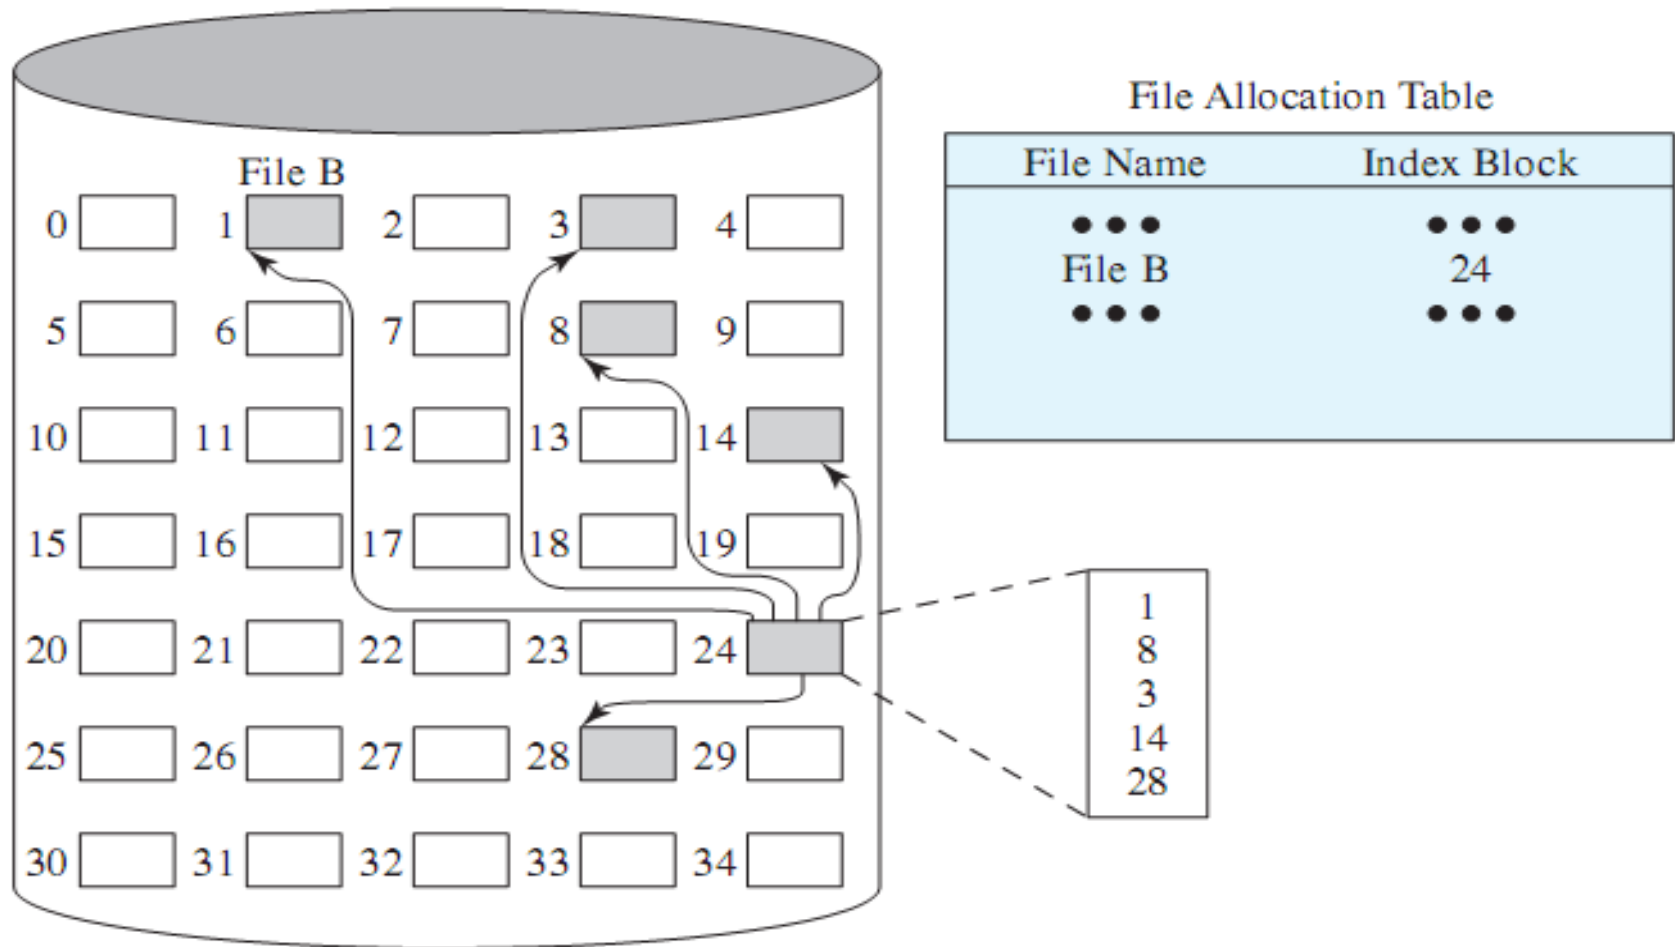 File Allocation Table
File Name Index Block
File B 24
File B
0 1 2 3 4
5 6 7 8 9
10 11 12 13 14
15 16 17 18 19
20 21 22 23 24
25 26 27 28 29
30 31 32 33 34
1
8
3
14
28